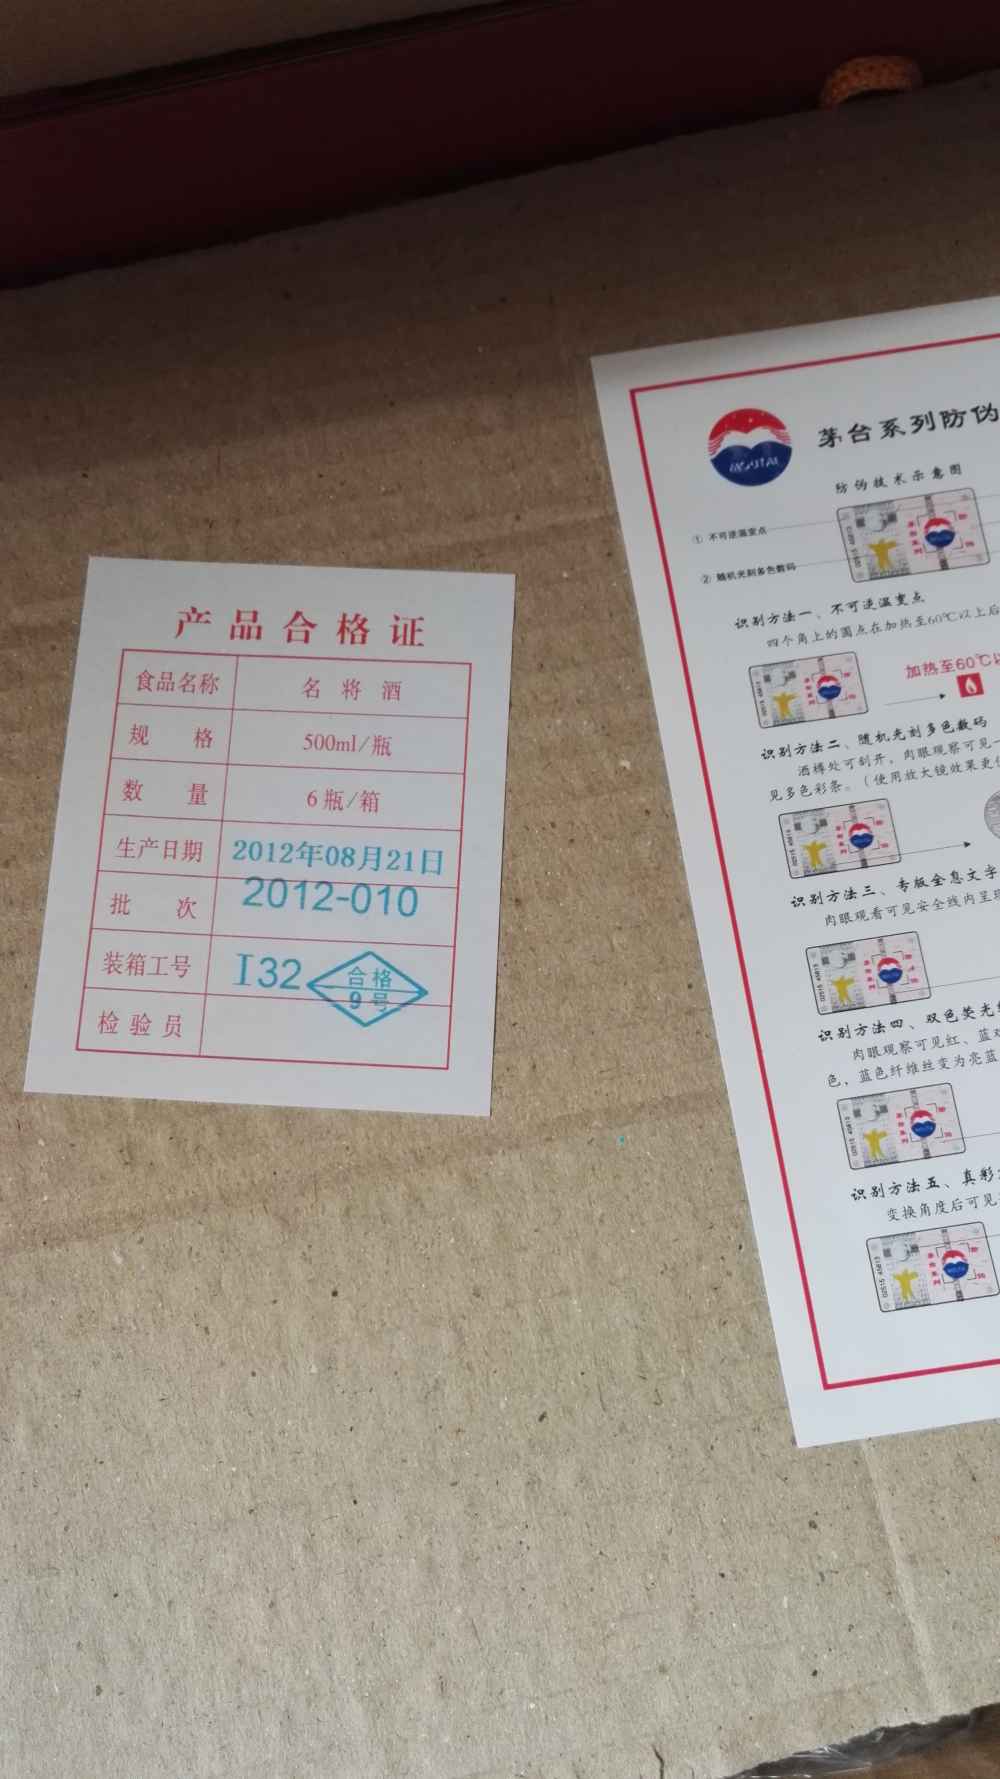 产品合格证
食品名称 名将酒
规格 500ml/瓶
数量 6瓶/箱
生产日期 2012年08月21日
批次 2012-010
装箱工号 I32
合格
9号
检验员
MOUTAI
茅台系列防伪
防伪技术示意图
① 不可逆温变点
② 随机光刻多色数码
识别方法一、不可逆温变点
四个角上的圆点在加热至60℃以上后
加热至60℃以
识别方法二、随机光刻多色数码
酒樽处可刮开，肉眼观察可见一
见多色彩条。（使用放大镜效果更佳
识别方法三、专版全息文字
肉眼观看可见安全线内呈现
识别方法四、双色荧光纤
肉眼观察可见红、蓝双
色，蓝色纤维丝变为亮蓝
识别方法五、真彩
变换角度后可见